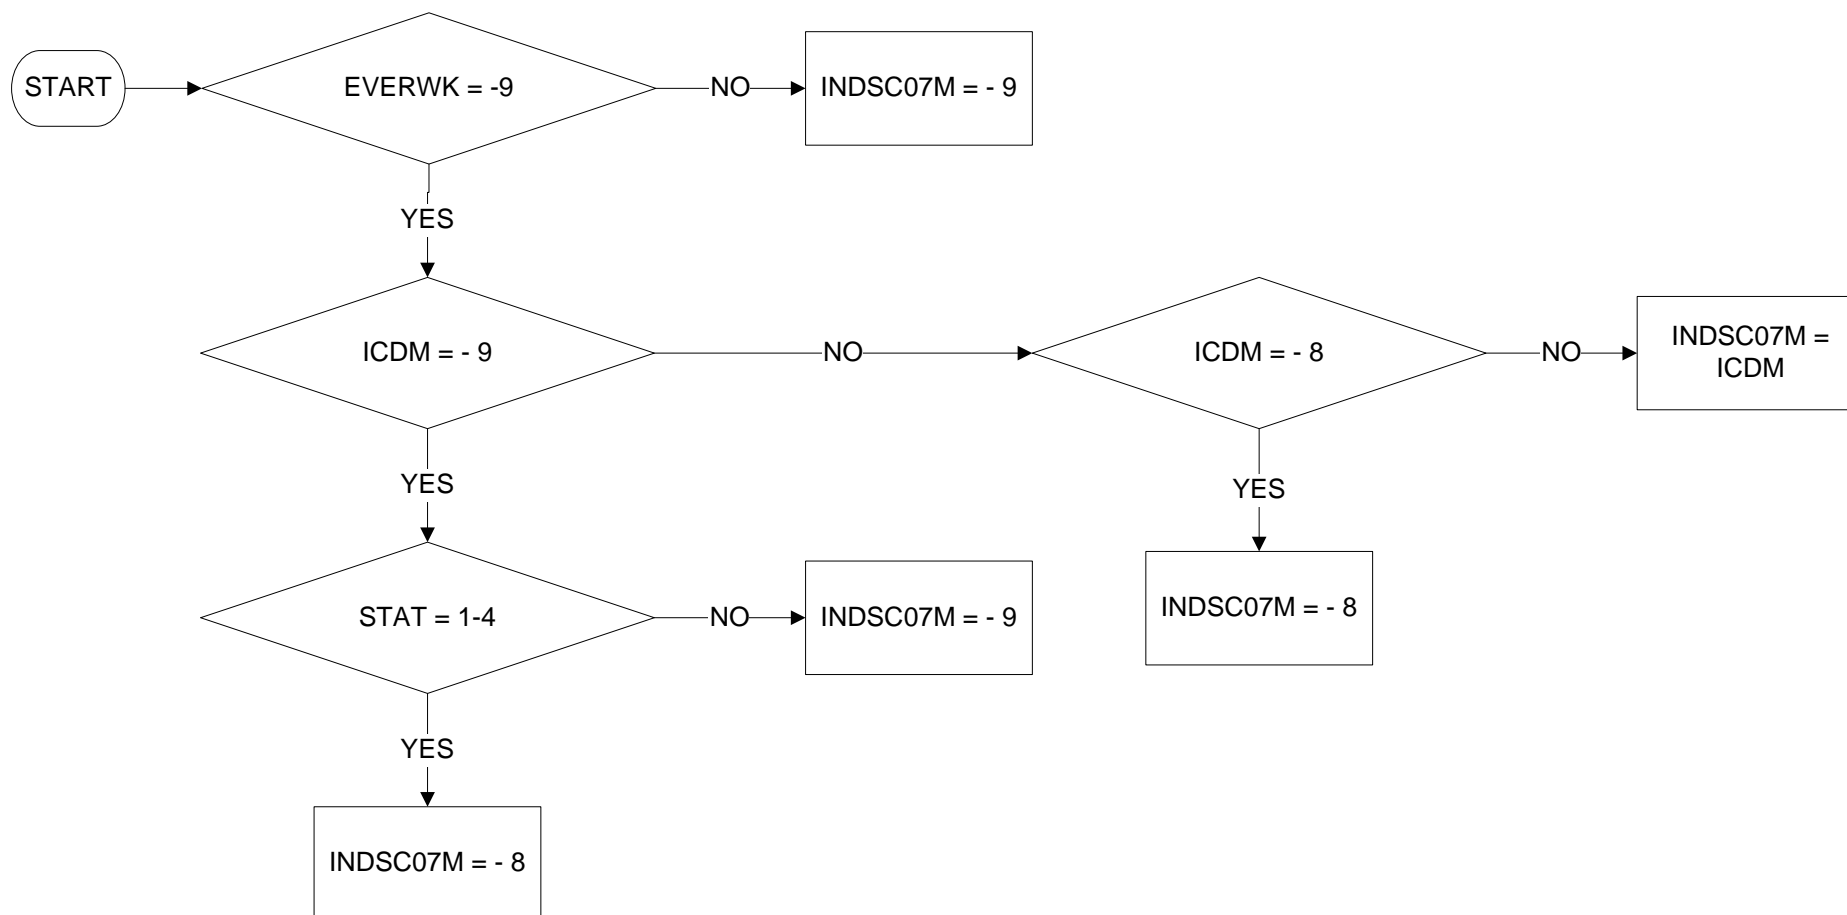 START
EVERWK = -9
NO
INDSC07M = - 9
YES
ICDM = - 9
NO
ICDM = - 8
NO
INDSC07M =
ICDM
YES
YES
STAT = 1-4
NO
INDSC07M = - 9
INDSC07M = - 8
YES
INDSC07M = - 8